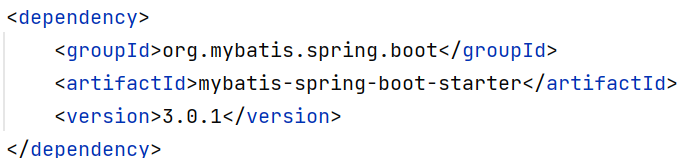 <dependency>
    <groupId>org.mybatis.spring.boot</groupId>
    <artifactId>mybatis-spring-boot-starter</artifactId>
    <version>3.0.1</version>
</dependency>